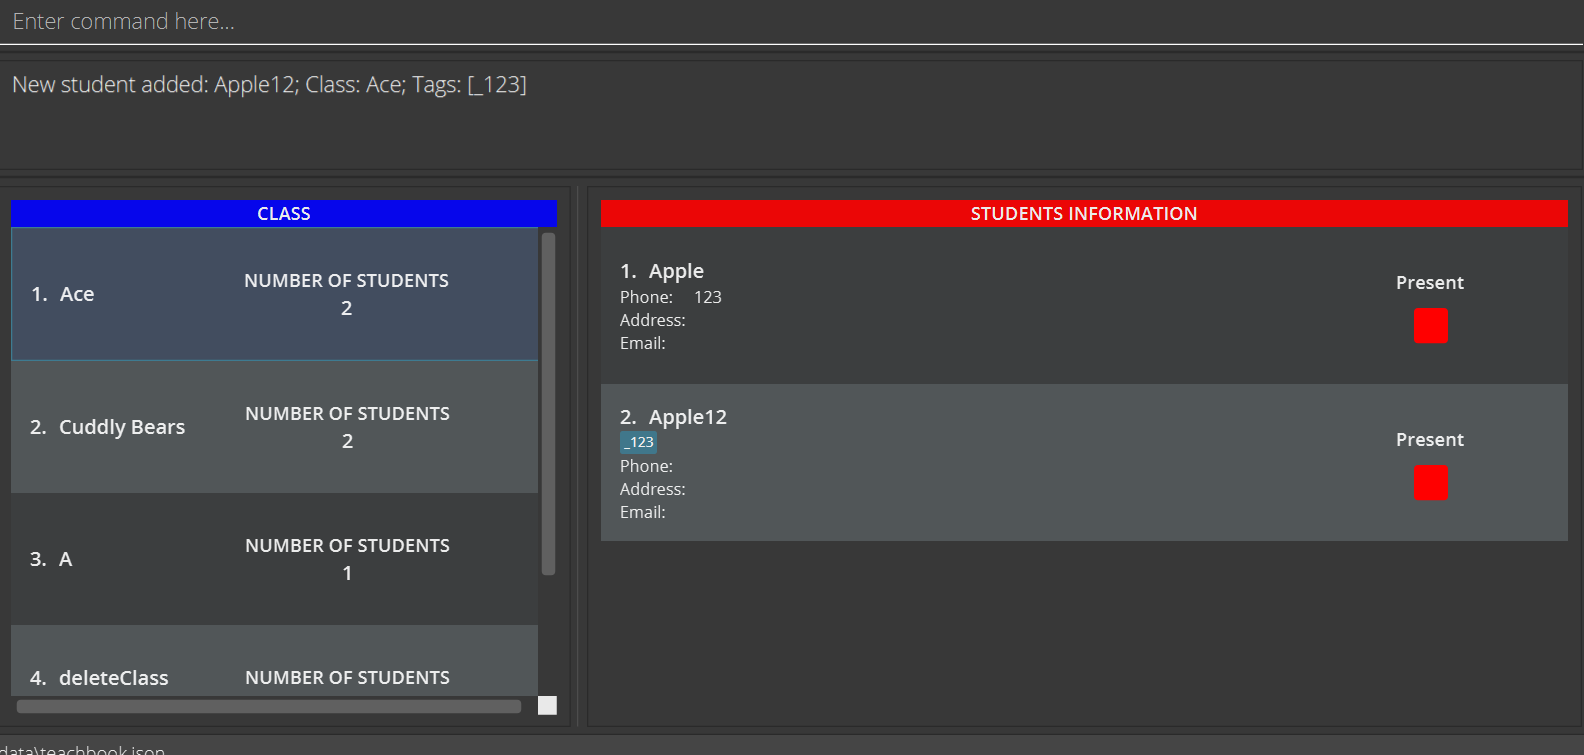 Enter command here...
New student added: Apple12; Class: Ace; Tags: [_123]
CLASS
1. Ace
NUMBER OF STUDENTS
2
2. Cuddly Bears
NUMBER OF STUDENTS
2
3. A
NUMBER OF STUDENTS
1
4. deleteClass
NUMBER OF STUDENTS
STUDENTS INFORMATION
1. Apple
Phone: 123
Address:
Email:
Present
2. Apple12
_123
Phone:
Address:
Email:
Present
data\teachbook.json